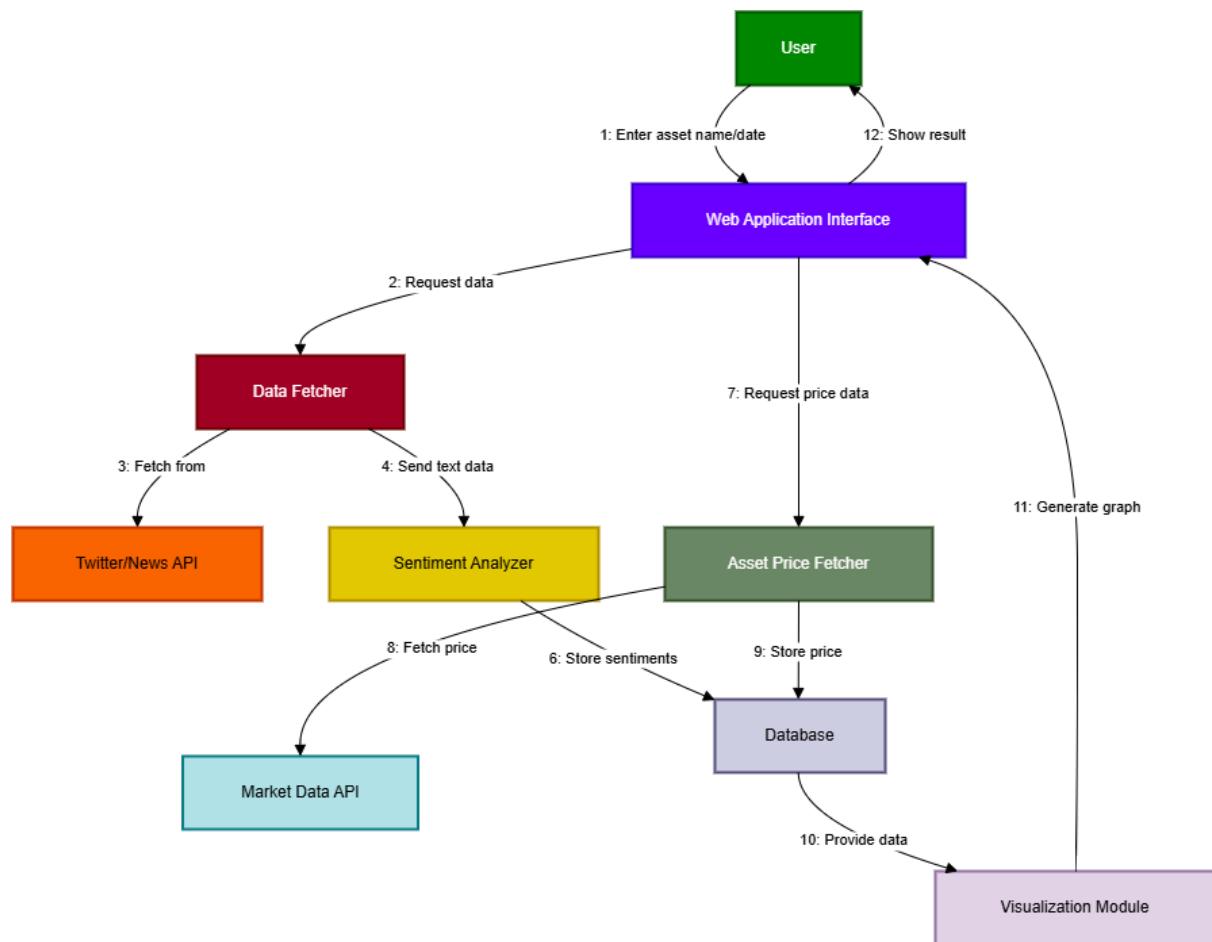 User
1: Enter asset name/date
12: Show result
Web Application Interface
2: Request data
Data Fetcher
7: Request price data
3: Fetch from
4: Send text data
11: Generate graph
Twitter/News API
Sentiment Analyzer
Asset Price Fetcher
8: Fetch price
6: Store sentiments
9: Store price
Database
Market Data API
10: Provide data
Visualization Module